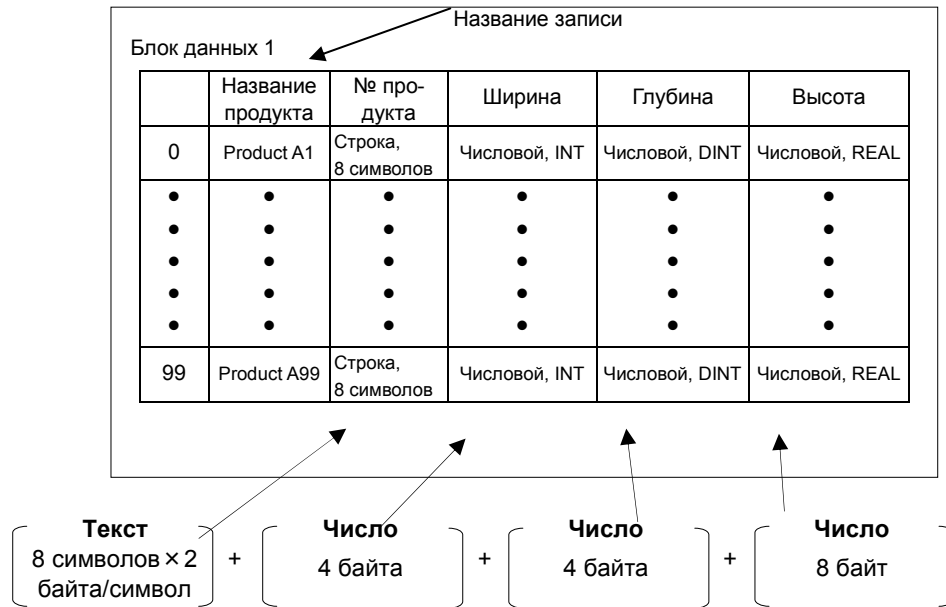 Название записи
Блок данных 1
Название продукта № про-дукта Ширина Глубина Высота
0 Product A1 Строка, 8 символов Числовой, INT Числовой, DINT Числовой, REAL
99 Product A99 Строка, 8 символов Числовой, INT Числовой, DINT Числовой, REAL
Текст Число Число Число
8 символов × 2 байта/символ + 4 байта + 4 байта + 8 байт